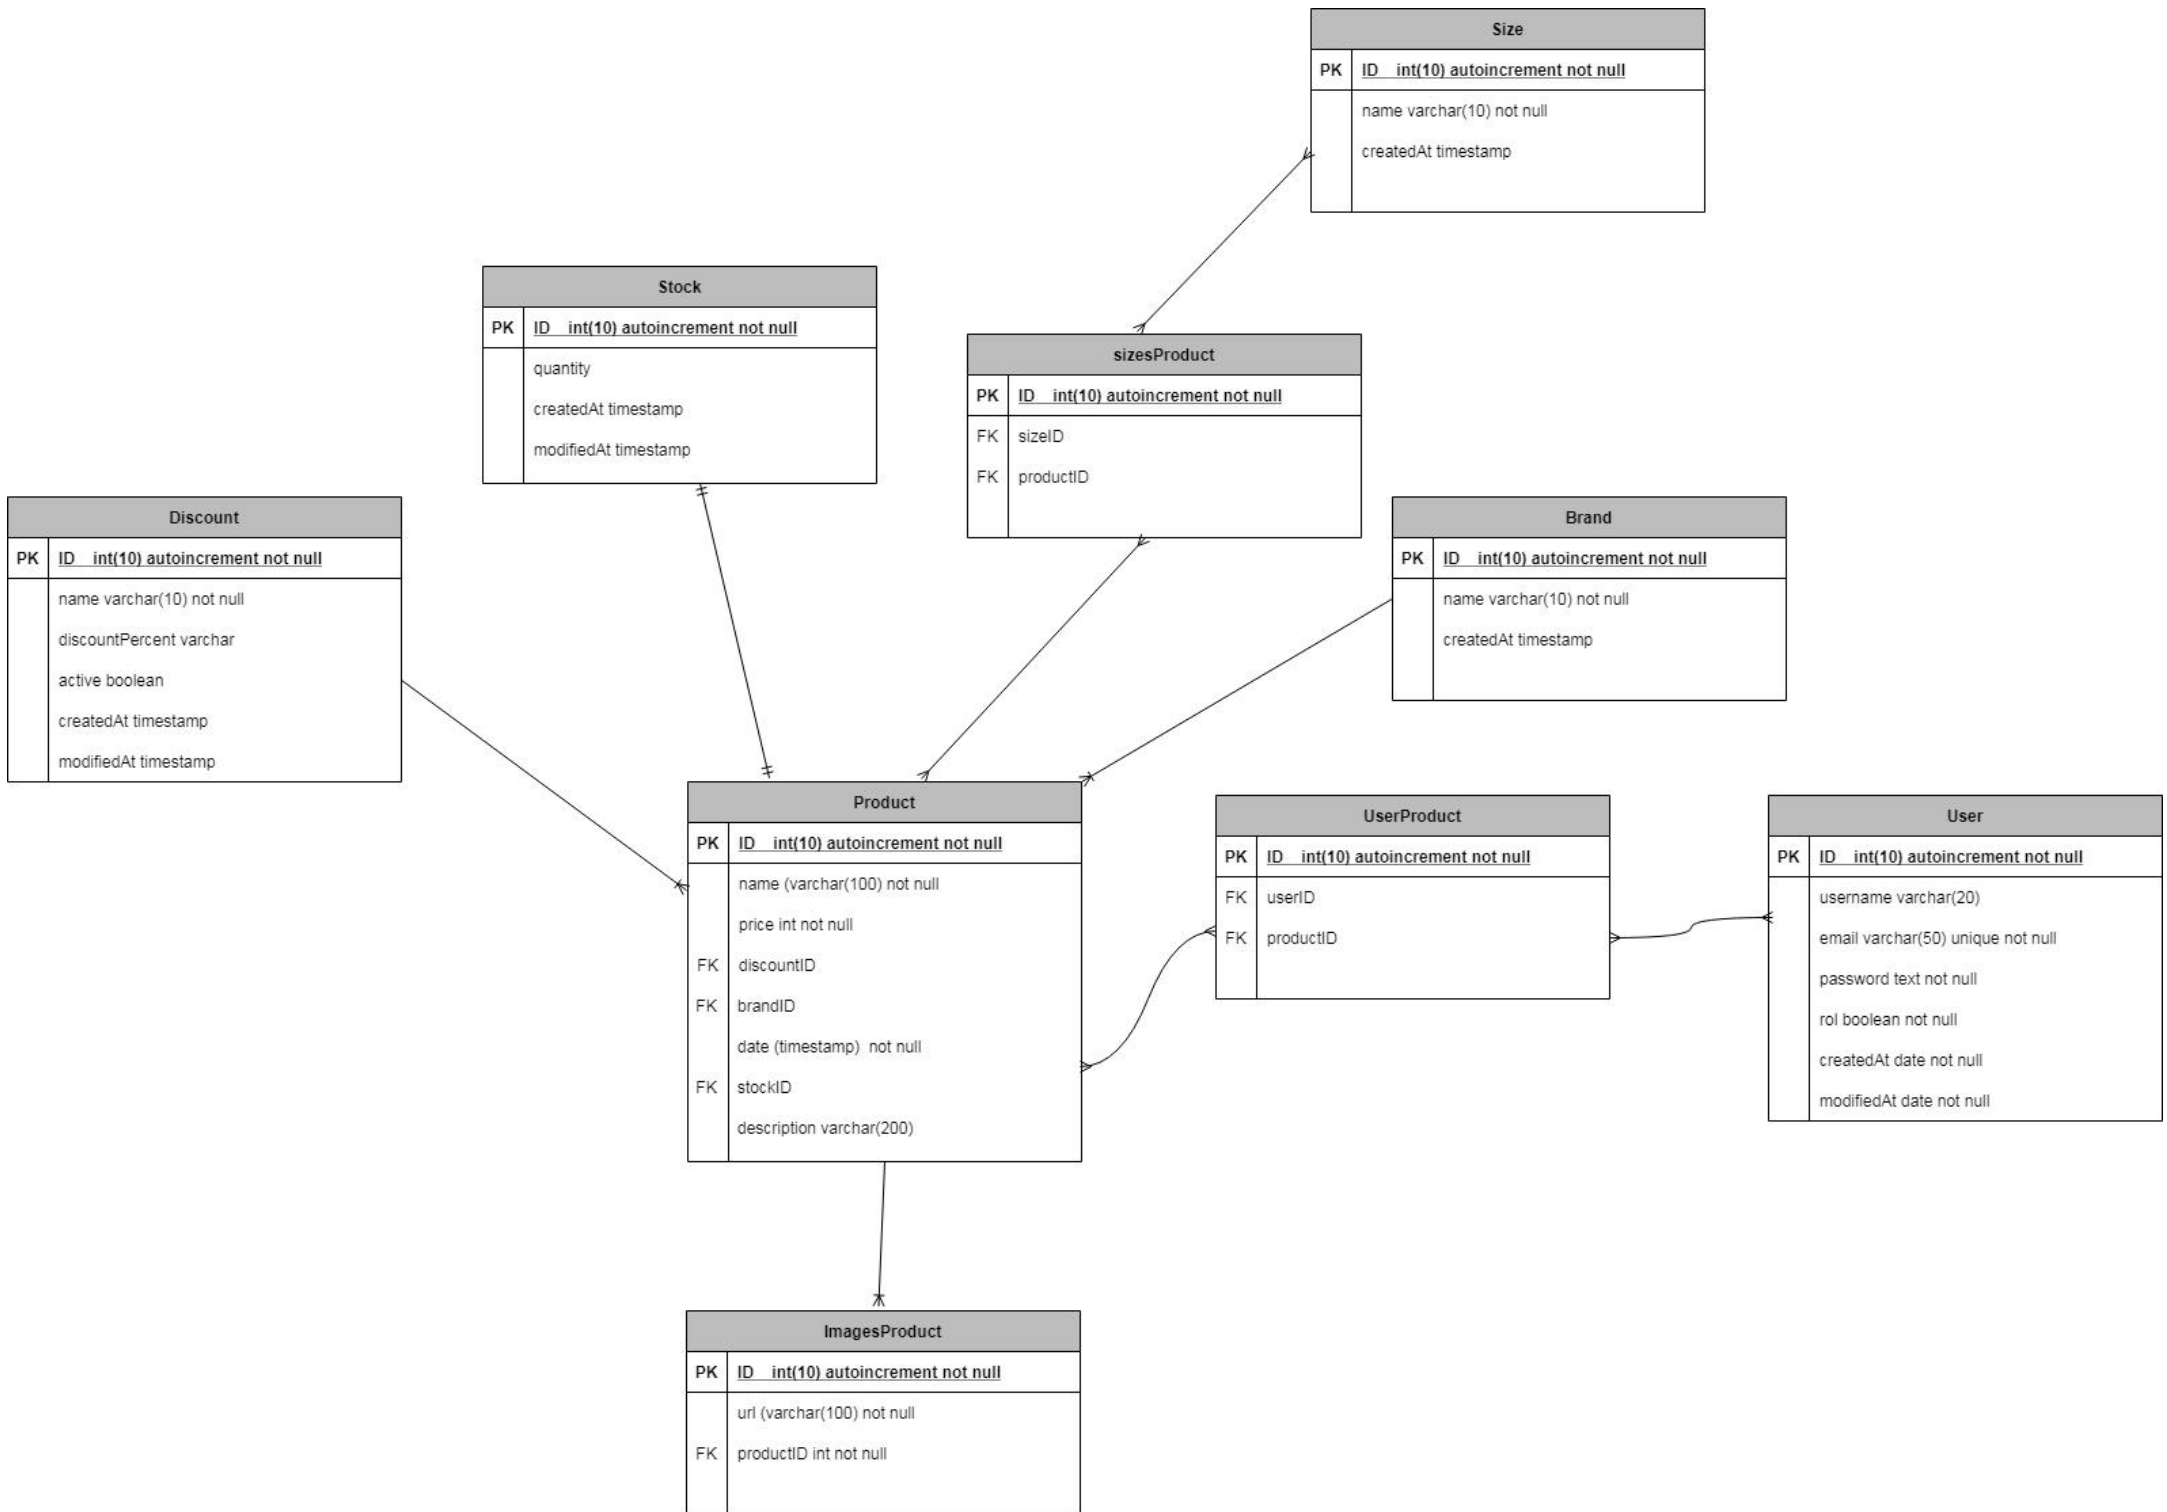 Size
PK ID int(10) autoincrement not null
name varchar(10) not null
createdAt timestamp
Stock
PK ID int(10) autoincrement not null
quantity
createdAt timestamp
modifiedAt timestamp
sizesProduct
PK ID int(10) autoincrement not null
FK sizeID
FK productID
Discount
PK ID int(10) autoincrement not null
name varchar(10) not null
discountPercent varchar
active boolean
createdAt timestamp
modifiedAt timestamp
Brand
PK ID int(10) autoincrement not null
name varchar(10) not null
createdAt timestamp
Product
PK ID int(10) autoincrement not null
name (varchar(100) not null
price int not null
FK discountID
FK brandID
date (timestamp) not null
FK stockID
description varchar(200)
UserProduct
PK ID int(10) autoincrement not null
FK userID
FK productID
User
PK ID int(10) autoincrement not null
username varchar(20)
email varchar(50) unique not null
password text not null
rol boolean not null
createdAt date not null
modifiedAt date not null
ImagesProduct
PK ID int(10) autoincrement not null
url (varchar(100) not null
FK productID int not null